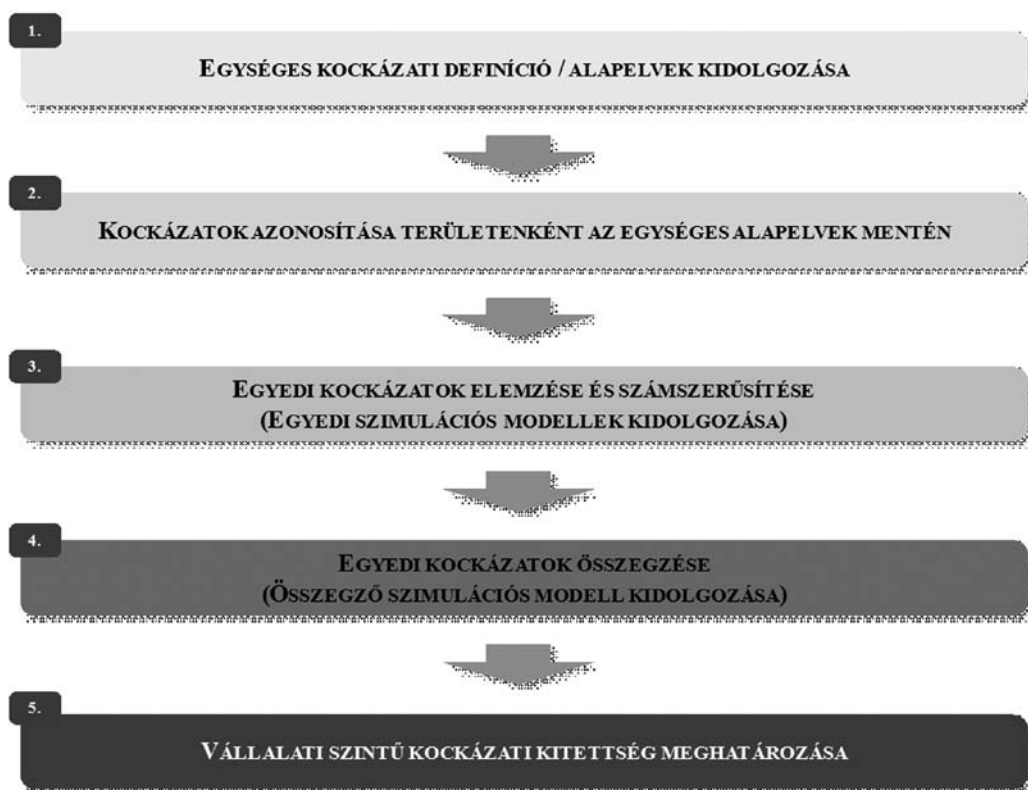 1.
EGYSÉGES KOCKÁZATI DEFINÍCIÓ / ALAPELVEK KIDOLGOZÁSA
2.
KOCKÁZATOK AZONOSÍTÁSA TERÜLETENKÉNT AZ EGYSÉGES ALAPELVEK MENTÉN
3.
EGYEDI KOCKÁZATOK ELEMZÉSE ÉS SZÁMSZERŰSÍTÉSE
(EGYEDI SZIMULÁCIÓS MODELLEK KIDOLGOZÁSA)
4.
EGYEDI KOCKÁZATOK ÖSSZEGZÉSE
(ÖSSZEGZŐ SZIMULÁCIÓS MODELL KIDOLGOZÁSA)
5.
VÁLLALATI SZINTŰ KOCKÁZATI KITETTSÉG MEGHATÁROZÁSA